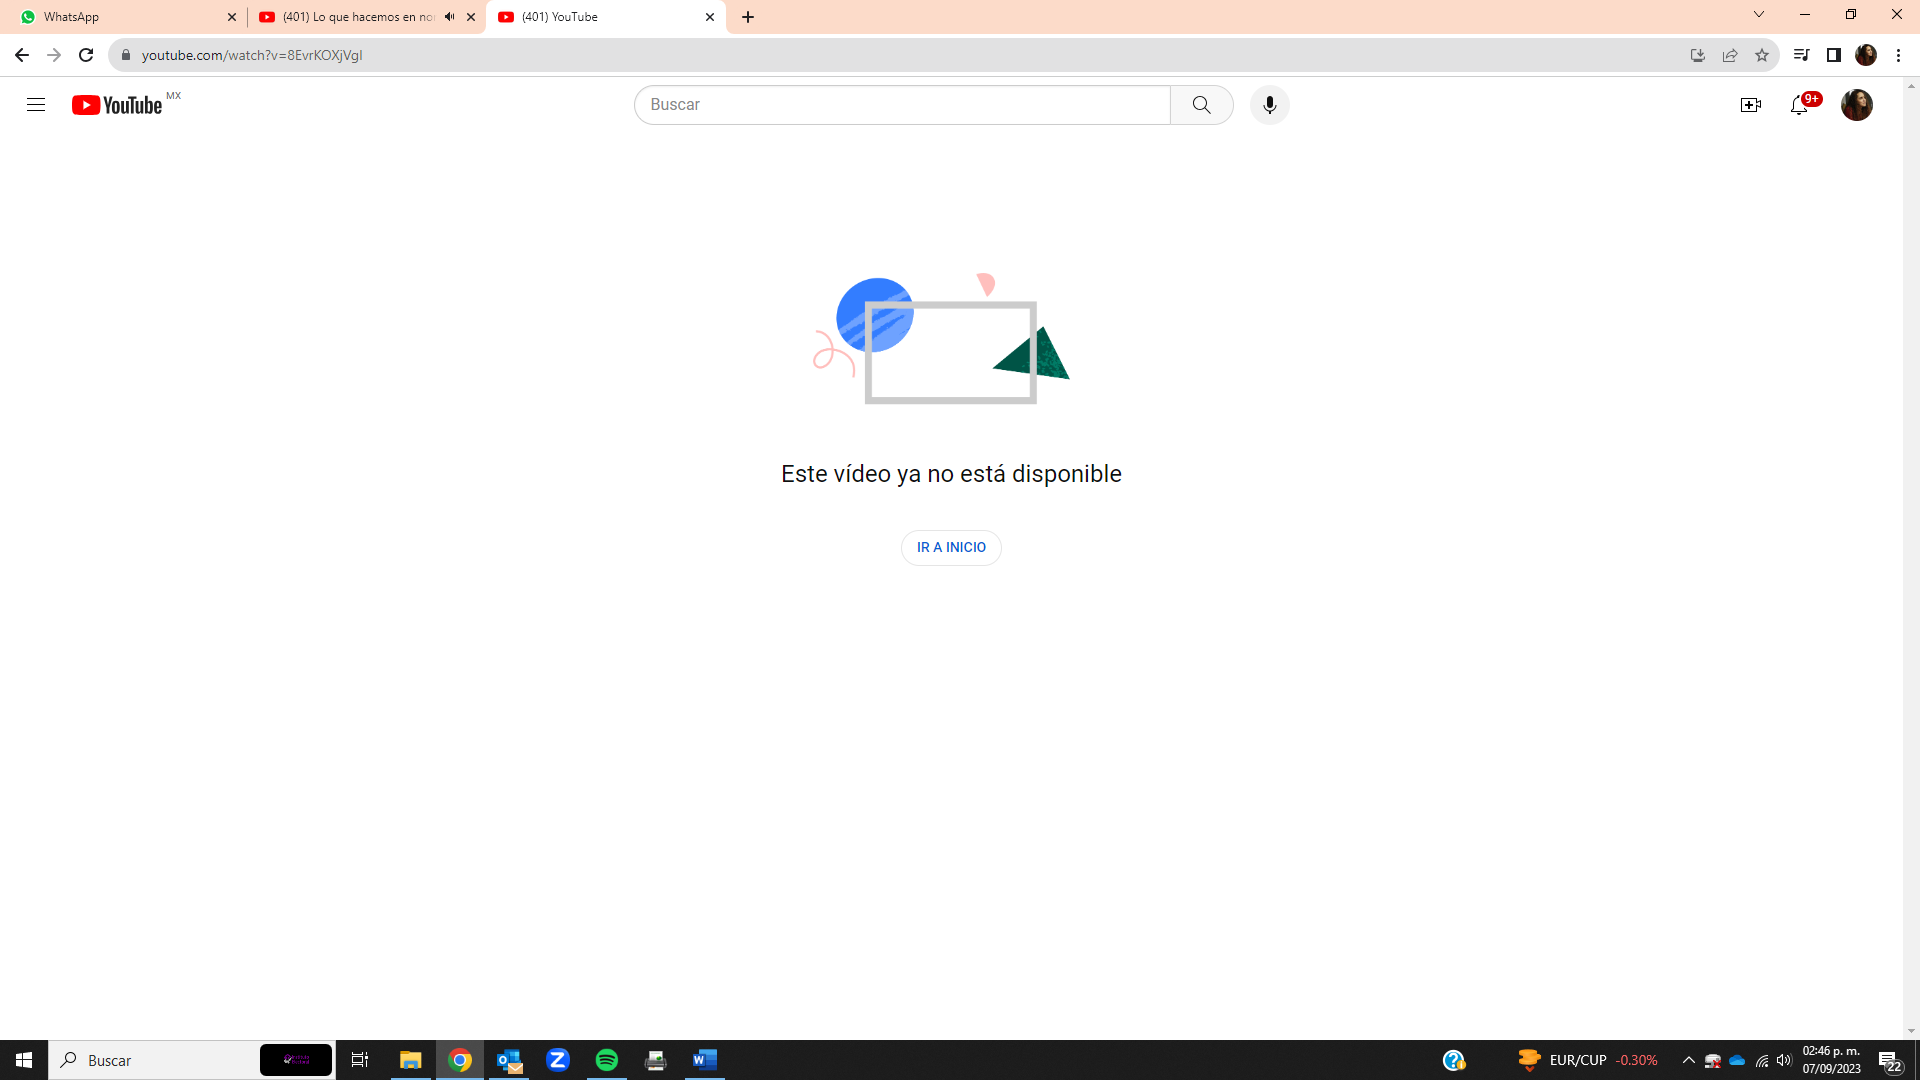 WhatsApp
(401) Lo que hacemos en no
(401) YouTube
youtube.com/watch?v=8EvrKOXjVgI
YouTube MX
Buscar
9+
Este vídeo ya no está disponible
IR A INICIO
Buscar
EUR/CUP -0.30%
02:46 p. m.
07/09/2023
22